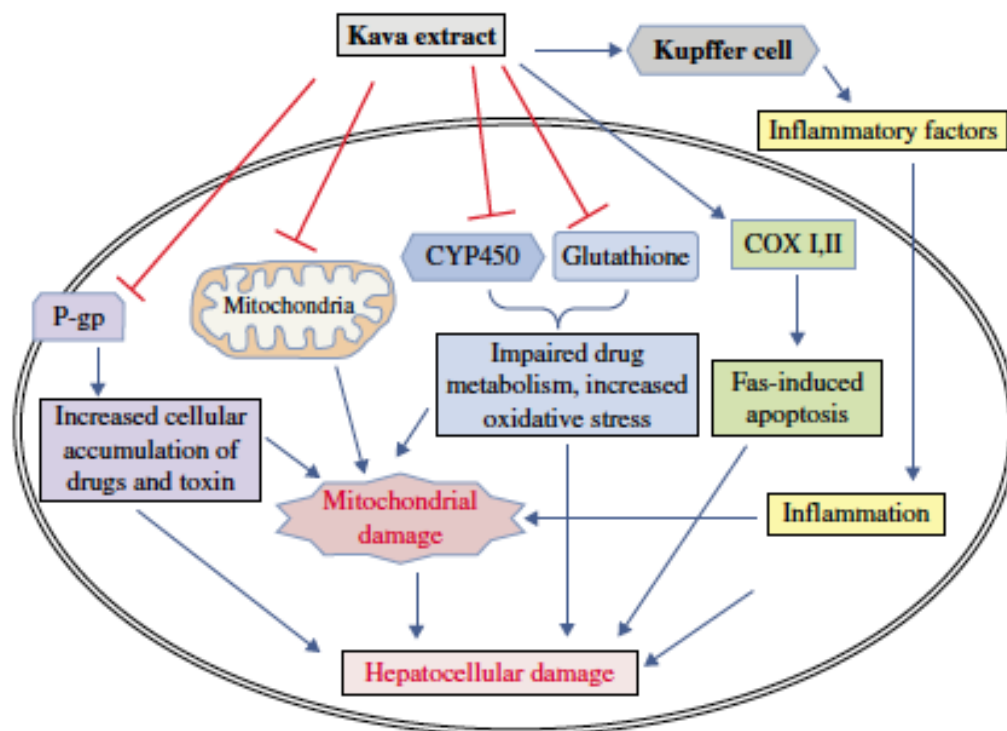 Kava extract
Kupffer cell
Inflammatory factors
CYP450
Glutathione
COX I,II
P-gp
Mitochondria
Impaired drug
metabolism, increased
oxidative stress
Fas-induced
apoptosis
Increased cellular
accumulation of
drugs and toxin
Mitochondrial
damage
Inflammation
Hepatocellular damage